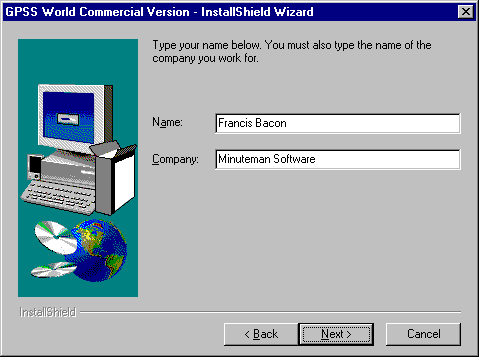 GPSS World Commercial Version - InstallShield Wizard
Type your name below. You must also type the name of the
company you work for.
Name: Francis Bacon
Company: Minuteman Software
InstallShield
< Back Next > Cancel